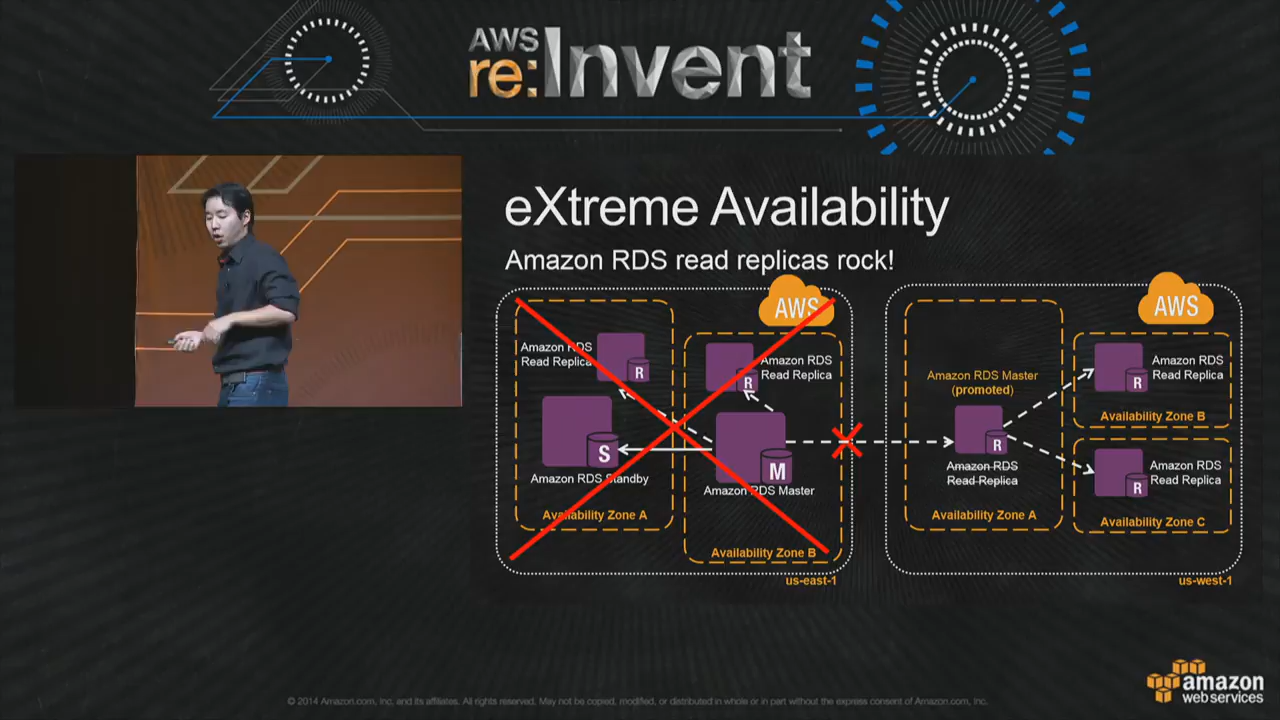 AWS
re:Invent
eXtreme Availability
Amazon RDS read replicas rock!
AWS
Amazon RDS
Read Replica
R
Amazon RDS
Read Replica
R
S
Amazon RDS Standby
M
Amazon RDS Master
Availability Zone A
Availability Zone B
us-east-1
AWS
Amazon RDS Master
(promoted)
R
Amazon RDS
Read Replica
Availability Zone A
Amazon RDS
Read Replica
R
Availability Zone B
Amazon RDS
Read Replica
R
Availability Zone C
us-west-1
© 2014 Amazon.com, Inc. and its affiliates. All rights reserved. May not be copied, modified, or distributed in whole or in part without the express consent of Amazon.com, Inc.
amazon
web services